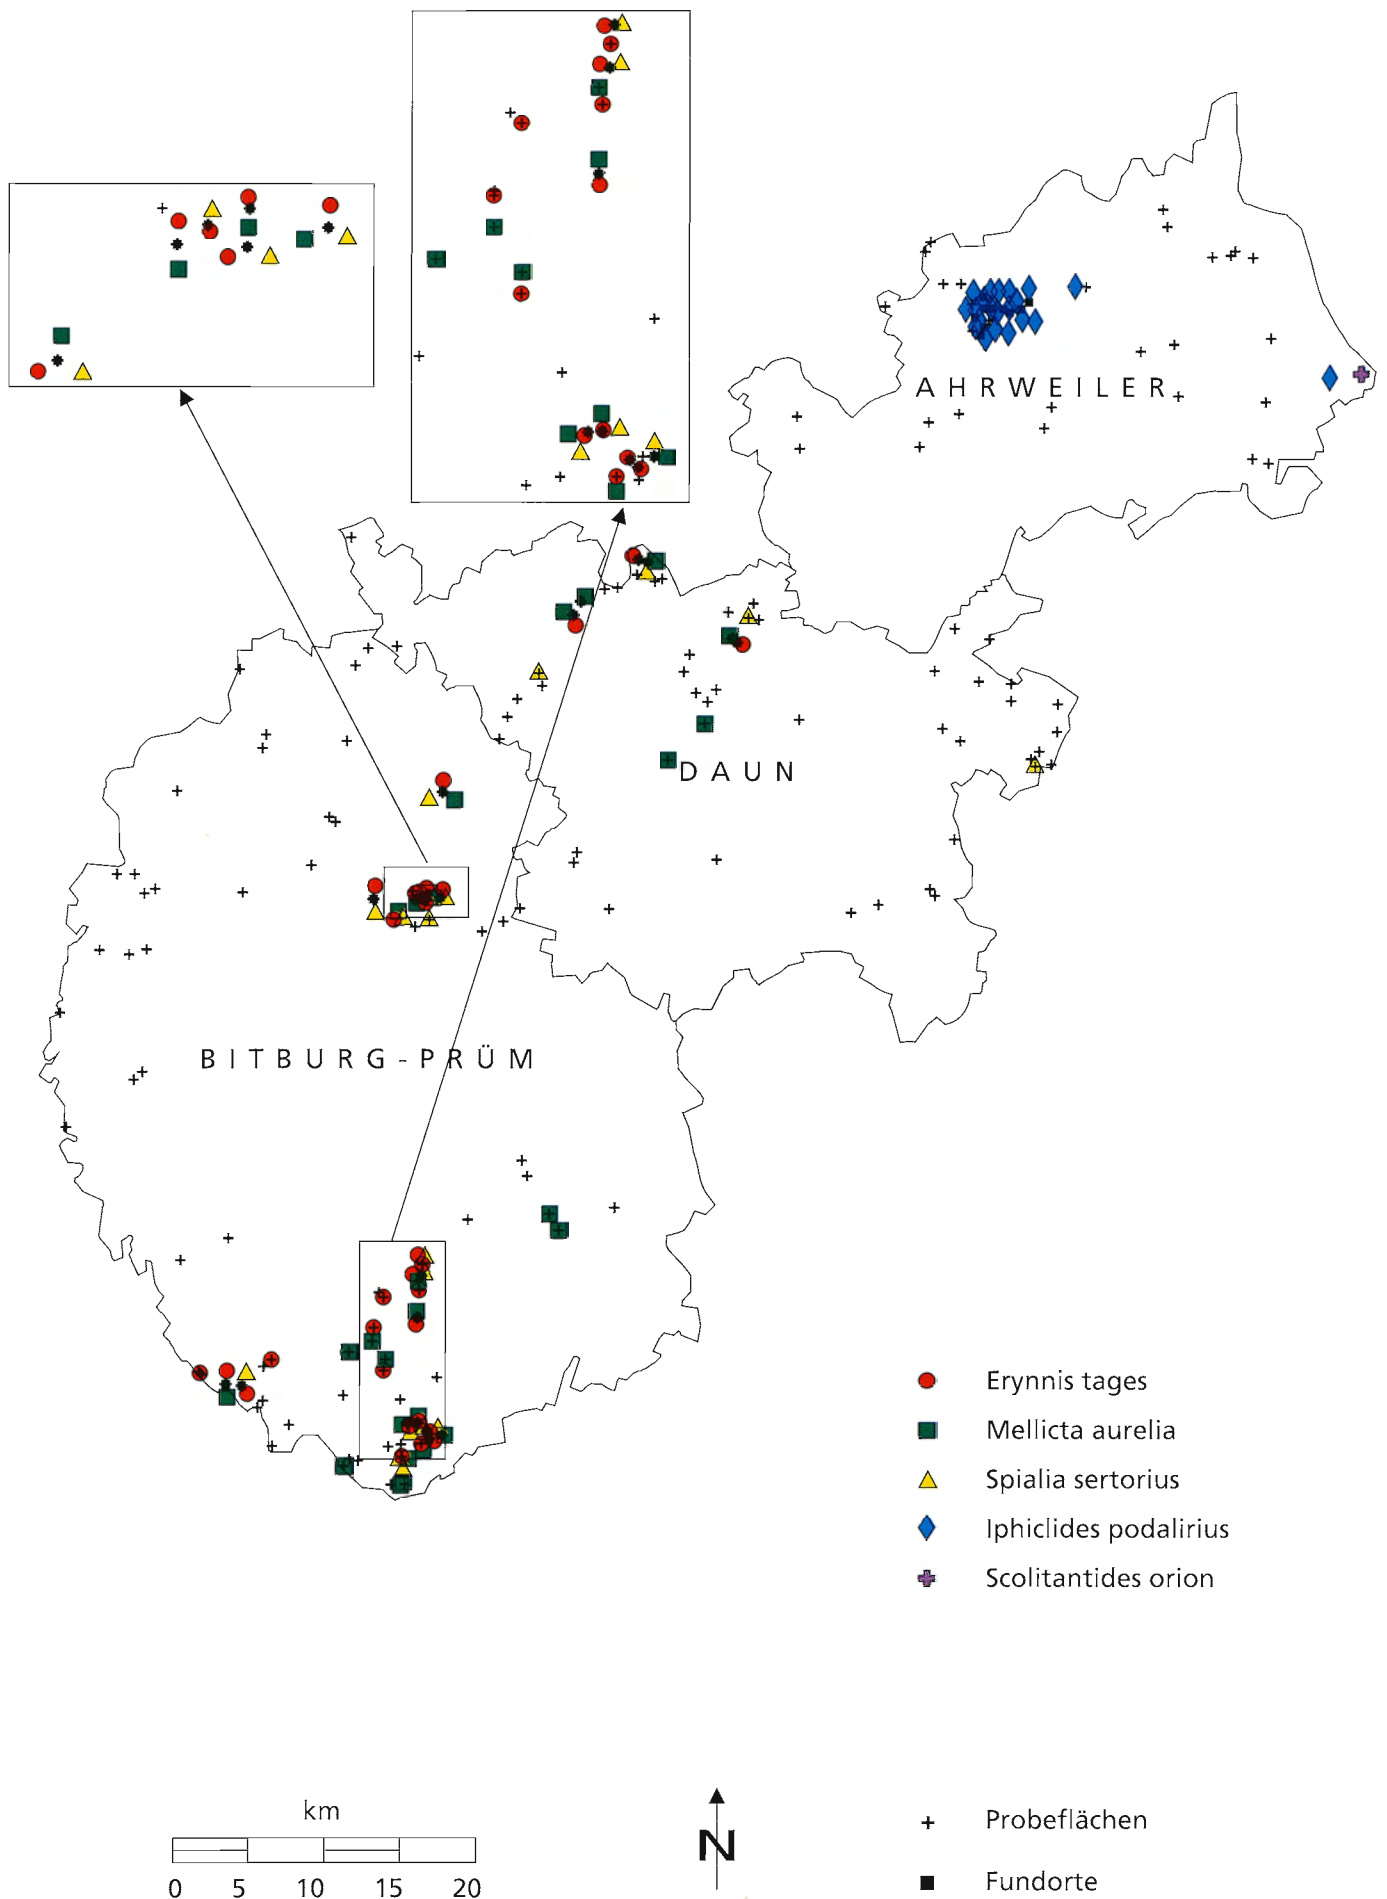 AHRWEILER
DAUN
BITBURG-PRÜM
Erynnis tages
Mellicta aurelia
Spialia sertorius
Iphiclides podalirius
Scolitantides orion
km
0 5 10 15 20
N
Probeflächen
Fundorte